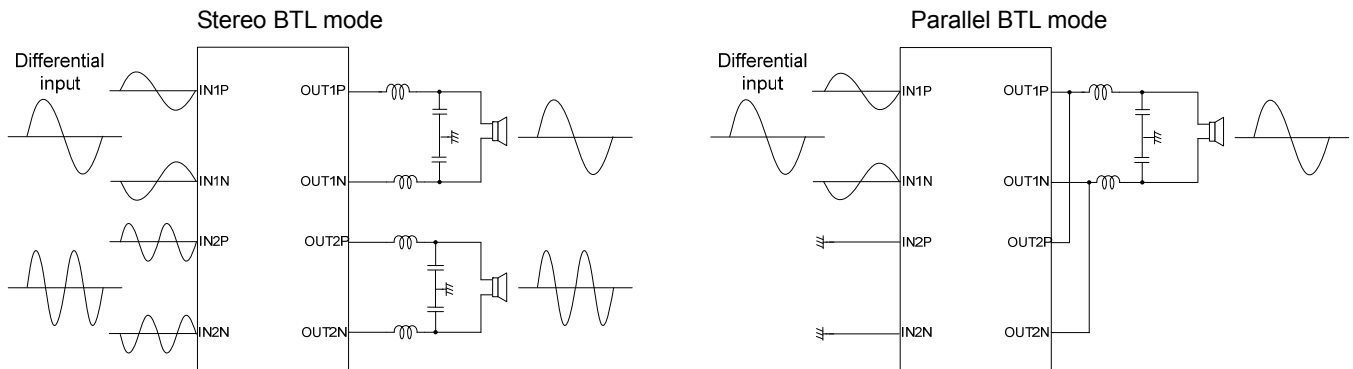 Stereo BTL mode
Differential
input
IN1P
IN1N
IN2P
IN2N
OUT1P
OUT1N
OUT2P
OUT2N
Parallel BTL mode
Differential
input
IN1P
IN1N
IN2P
IN2N
OUT1P
OUT1N
OUT2P
OUT2N